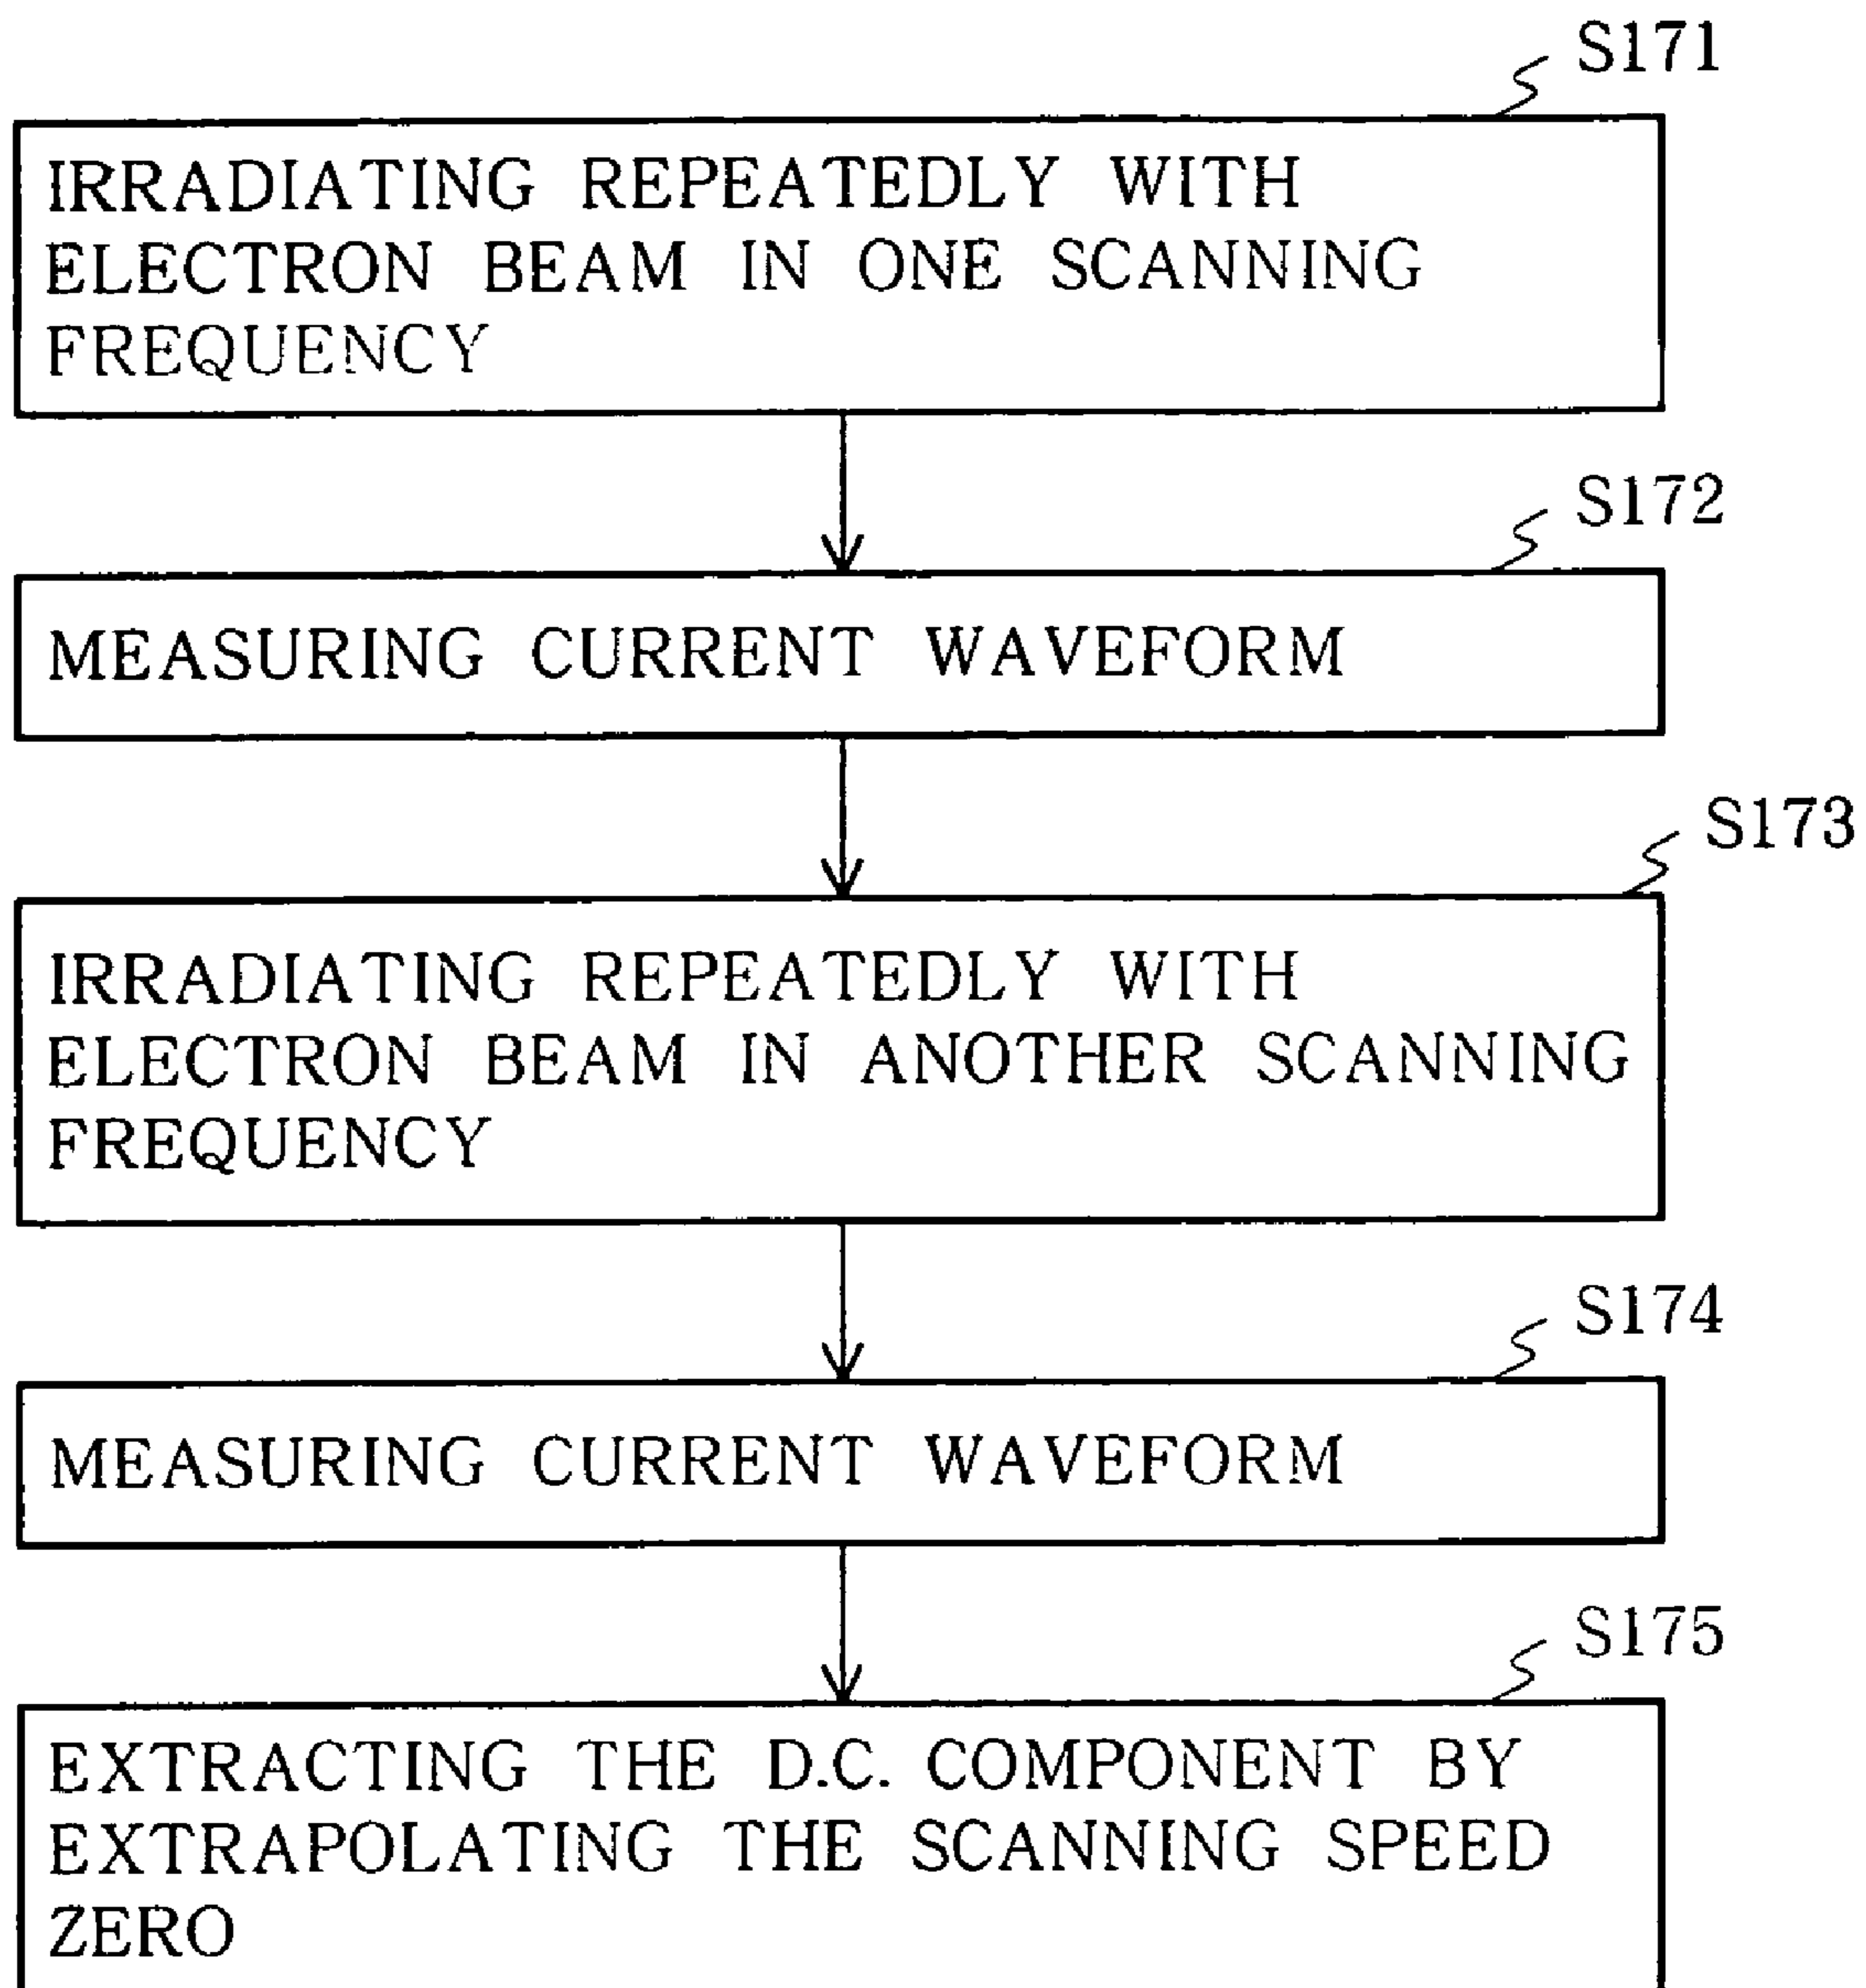 S171
IRRADIATING REPEATEDLY WITH
ELECTRON BEAM IN ONE SCANNING
FREQUENCY
S172
MEASURING CURRENT WAVEFORM
S173
IRRADIATING REPEATEDLY WITH
ELECTRON BEAM IN ANOTHER SCANNING
FREQUENCY
S174
MEASURING CURRENT WAVEFORM
S175
EXTRACTING THE D.C. COMPONENT BY
EXTRAPOLATING THE SCANNING SPEED
ZERO